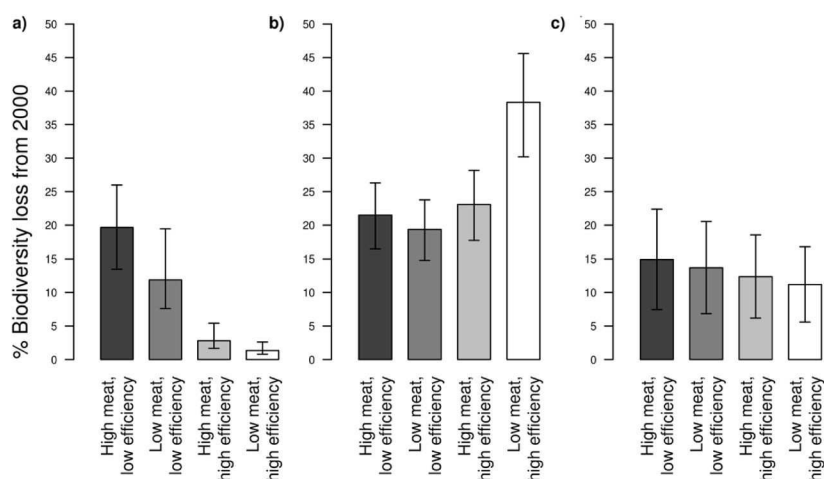 a)
% Biodiversity loss from 2000
50
45
40
35
30
25
20
15
10
5
0
High meat,
low efficiency
Low meat,
low efficiency
High meat,
high efficiency
Low meat,
high efficiency
b)
50
45
40
35
30
25
20
15
10
5
0
High meat,
low efficiency
Low meat,
low efficiency
High meat,
high efficiency
Low meat,
high efficiency
c)
50
45
40
35
30
25
20
15
10
5
0
High meat,
low efficiency
Low meat,
low efficiency
High meat,
high efficiency
Low meat,
high efficiency